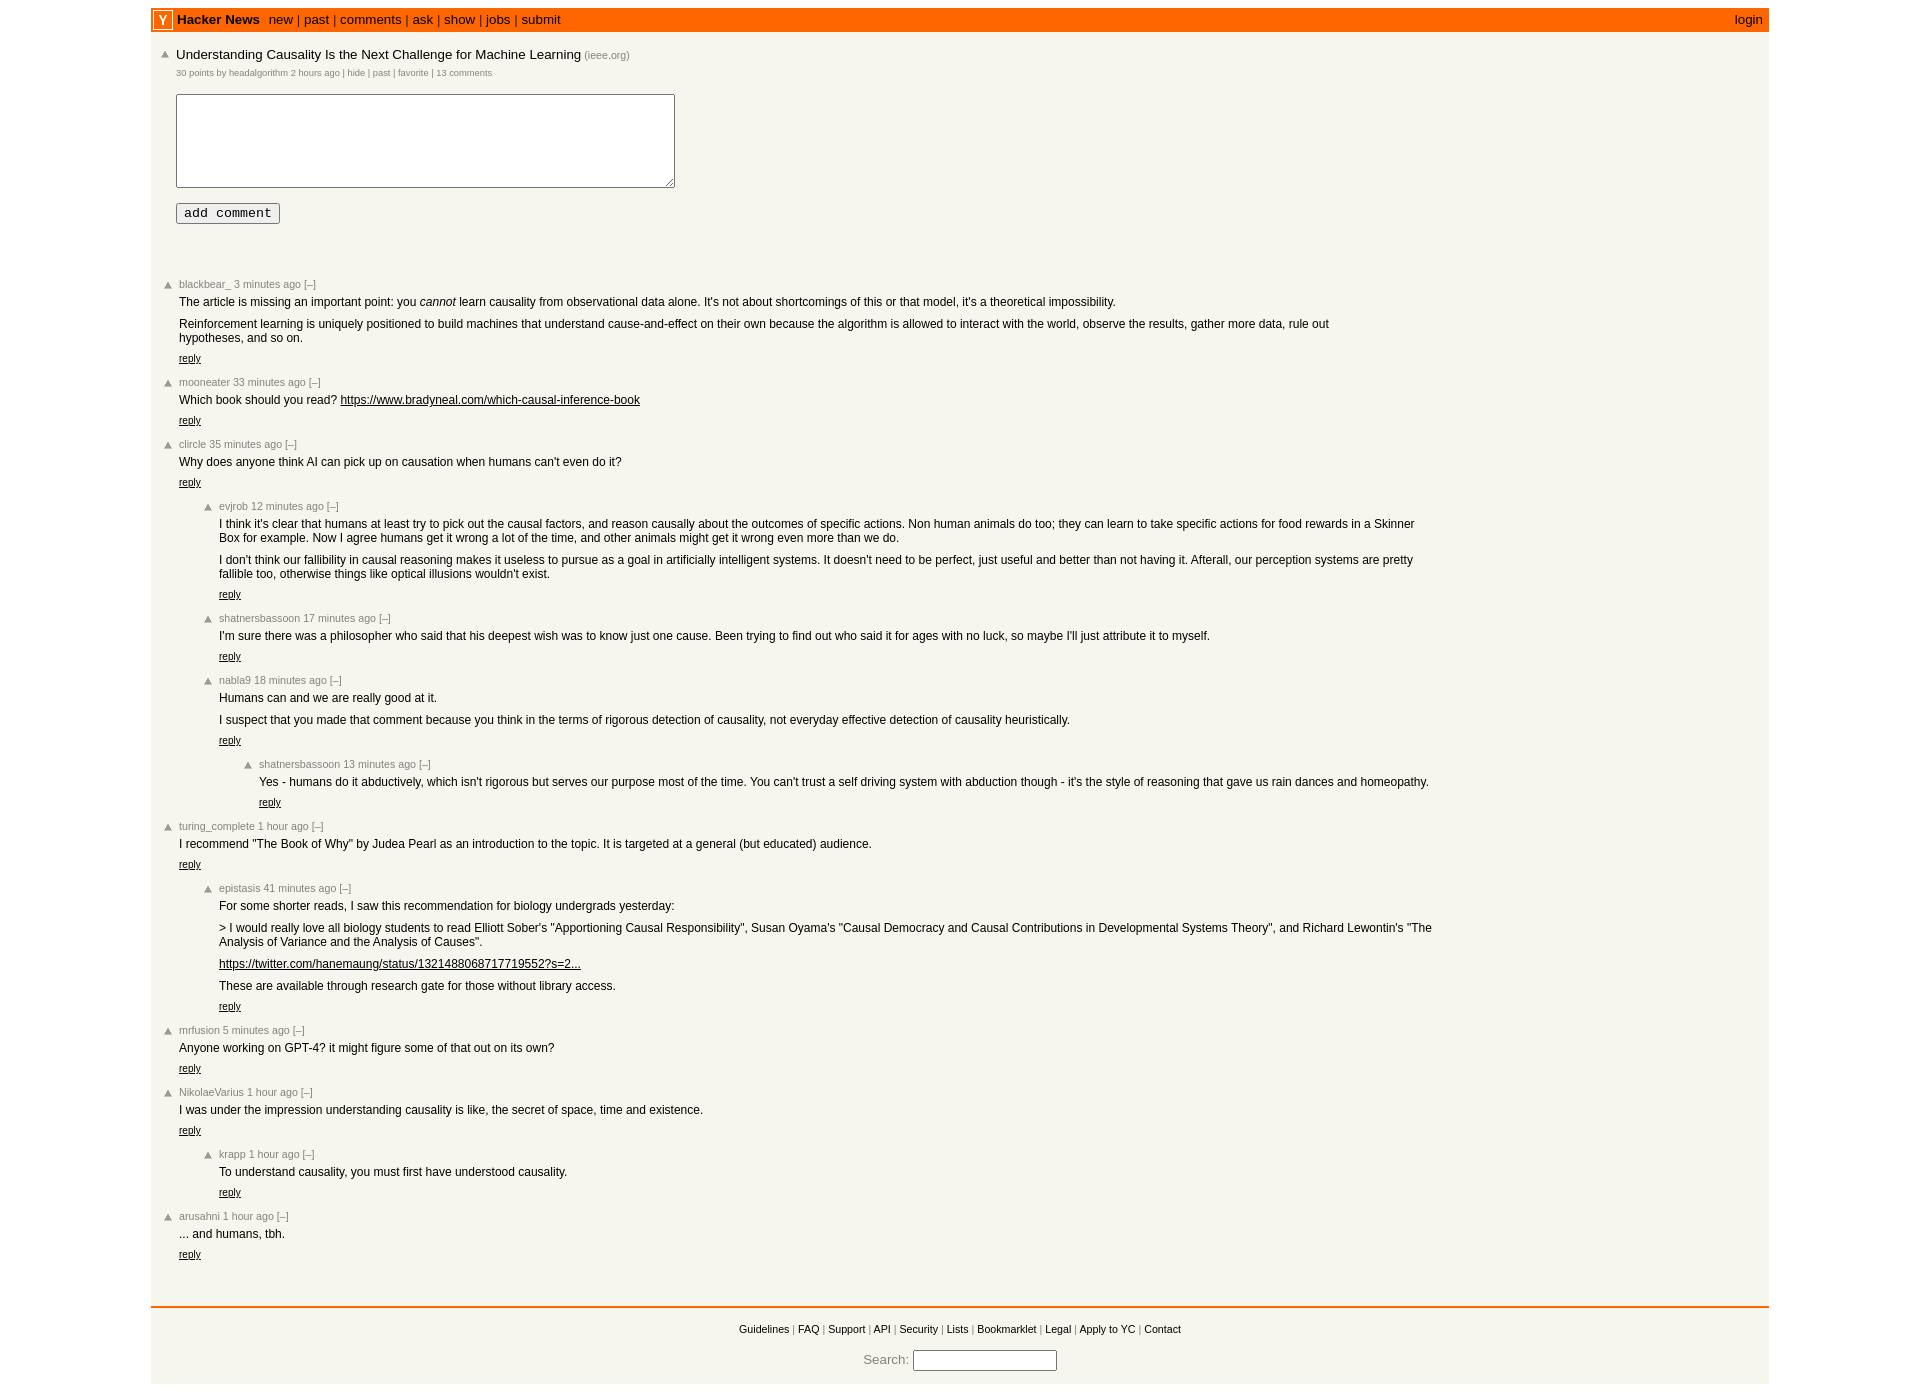 Y Hacker News new | past | comments | ask | show | jobs | submit login
Understanding Causality Is the Next Challenge for Machine Learning (ieee.org)
30 points by headalgorithm 2 hours ago | hide | past | favorite | 13 comments
add comment
blackbear_ 3 minutes ago [–]
The article is missing an important point: you cannot learn causality from observational data alone. It's not about shortcomings of this or that model, it's a theoretical impossibility.
Reinforcement learning is uniquely positioned to build machines that understand cause-and-effect on their own because the algorithm is allowed to interact with the world, observe the results, gather more data, rule out
hypotheses, and so on.
reply
mooneater 33 minutes ago [–]
Which book should you read? https://www.bradyneal.com/which-causal-inference-book
reply
clircle 35 minutes ago [–]
Why does anyone think AI can pick up on causation when humans can't even do it?
reply
evjrob 12 minutes ago [–]
I think it's clear that humans at least try to pick out the causal factors, and reason causally about the outcomes of specific actions. Non human animals do too; they can learn to take specific actions for food rewards in a Skinner
Box for example. Now I agree humans get it wrong a lot of the time, and other animals might get it wrong even more than we do.
I don't think our fallibility in causal reasoning makes it useless to pursue as a goal in artificially intelligent systems. It doesn't need to be perfect, just useful and better than not having it. Afterall, our perception systems are pretty
fallible too, otherwise things like optical illusions wouldn't exist.
reply
shatnersbassoon 17 minutes ago [–]
I'm sure there was a philosopher who said that his deepest wish was to know just one cause. Been trying to find out who said it for ages with no luck, so maybe I'll just attribute it to myself.
reply
nabla9 18 minutes ago [–]
Humans can and we are really good at it.
I suspect that you made that comment because you think in the terms of rigorous detection of causality, not everyday effective detection of causality heuristically.
reply
shatnersbassoon 13 minutes ago [–]
Yes - humans do it abductively, which isn't rigorous but serves our purpose most of the time. You can't trust a self driving system with abduction though - it's the style of reasoning that gave us rain dances and homeopathy.
reply
turing_complete 1 hour ago [–]
I recommend "The Book of Why" by Judea Pearl as an introduction to the topic. It is targeted at a general (but educated) audience.
reply
epistasis 41 minutes ago [–]
For some shorter reads, I saw this recommendation for biology undergrads yesterday:
> I would really love all biology students to read Elliott Sober's "Apportioning Causal Responsibility", Susan Oyama's "Causal Democracy and Causal Contributions in Developmental Systems Theory", and Richard Lewontin's "The
Analysis of Variance and the Analysis of Causes".
https://twitter.com/hanemaung/status/1321488068717719552?s=2...
These are available through research gate for those without library access.
reply
mrfusion 5 minutes ago [–]
Anyone working on GPT-4? it might figure some of that out on its own?
reply
NikolaeVarius 1 hour ago [–]
I was under the impression understanding causality is like, the secret of space, time and existence.
reply
krapp 1 hour ago [–]
To understand causality, you must first have understood causality.
reply
arusahni 1 hour ago [–]
... and humans, tbh.
reply
Guidelines | FAQ | Support | API | Security | Lists | Bookmarklet | Legal | Apply to YC | Contact
Search: